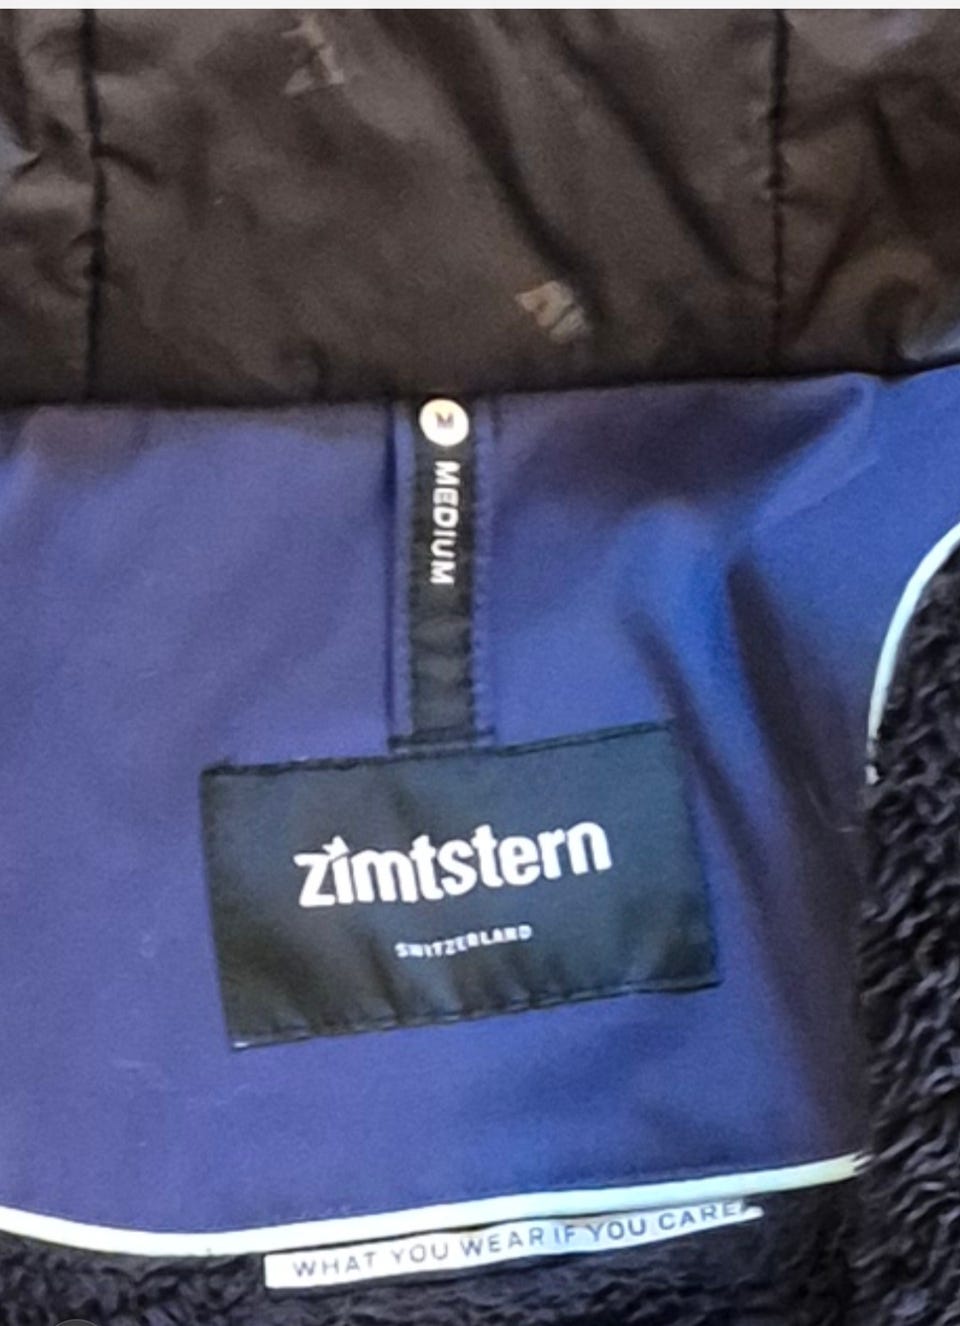 M
MEDIUM
zimtstern
SWITZERLAND
WHAT YOU WEAR IF YOU CARE